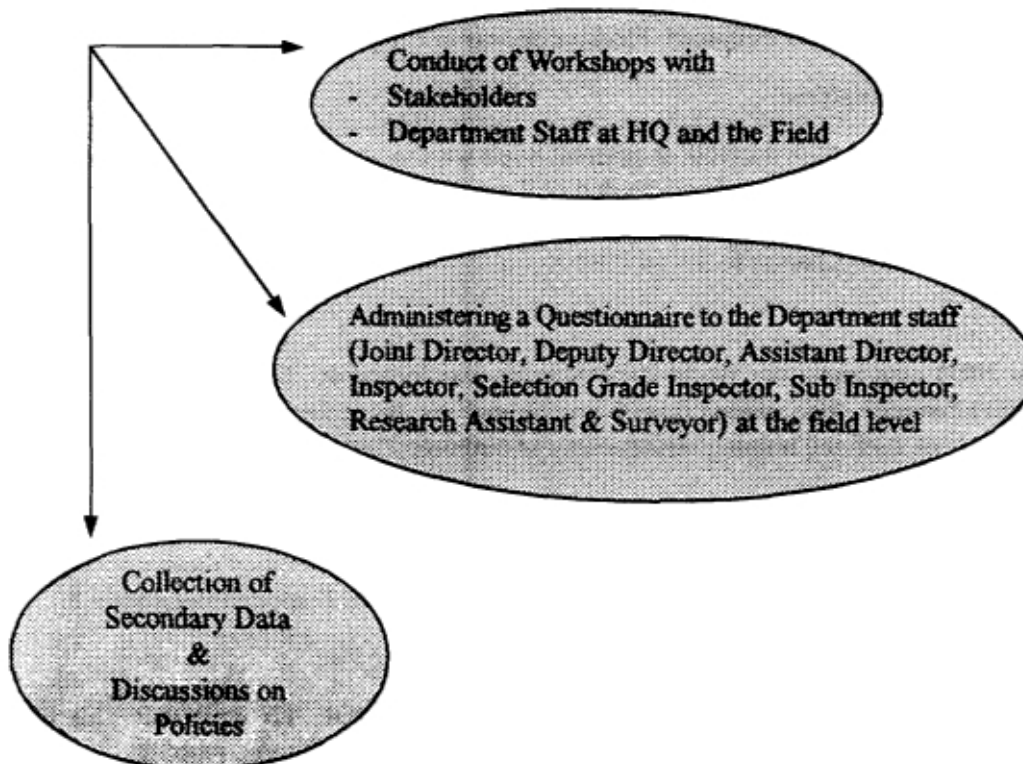 Conduct of Workshops with
- Stakeholders
- Department Staff at HQ and the Field
Administering a Questionnaire to the Department staff
(Joint Director, Deputy Director, Assistant Director,
Inspector, Selection Grade Inspector, Sub Inspector,
Research Assistant & Surveyor) at the field level
Collection of
Secondary Data
&
Discussions on
Policies